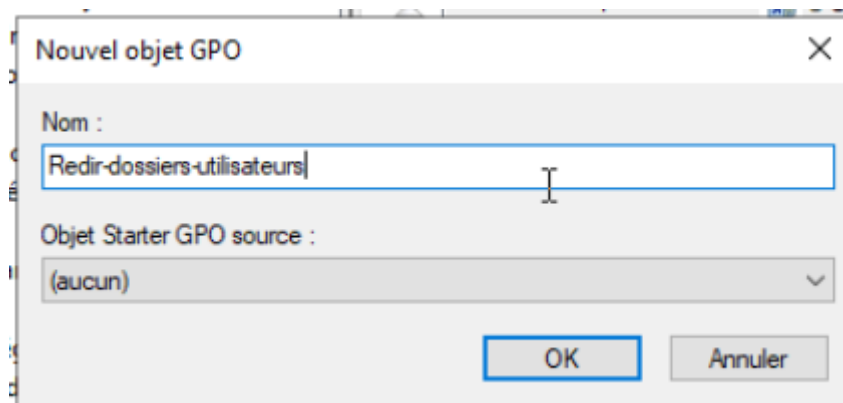 Nouvel objet GPO
Nom :
Redir-dossiers-utilisateurs
Objet Starter GPO source :
(aucun)
OK Annuler